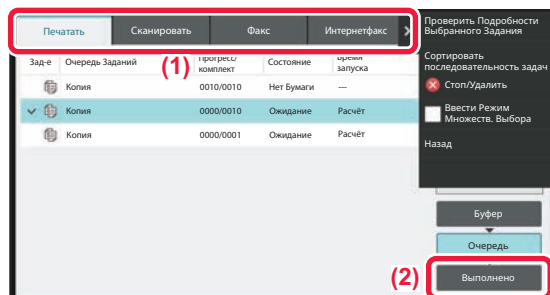 Печатать Сканировать Факс Интернетфакс
(1)
Зад-е Очередь Заданий Прогресс/ комплект Состояние Время запуска
Копия 0010/0010 Нет Бумаги ---
Копия 0000/0010 Ожидание Расчёт
Копия 0000/0001 Ожидание Расчёт
Проверить Подробности
Выбранного Задания
Сортировать
последовательность задач
Стоп/Удалить
Ввести Режим
Множеств. Выбора
Назад
Буфер
Очередь
(2)
Выполнено